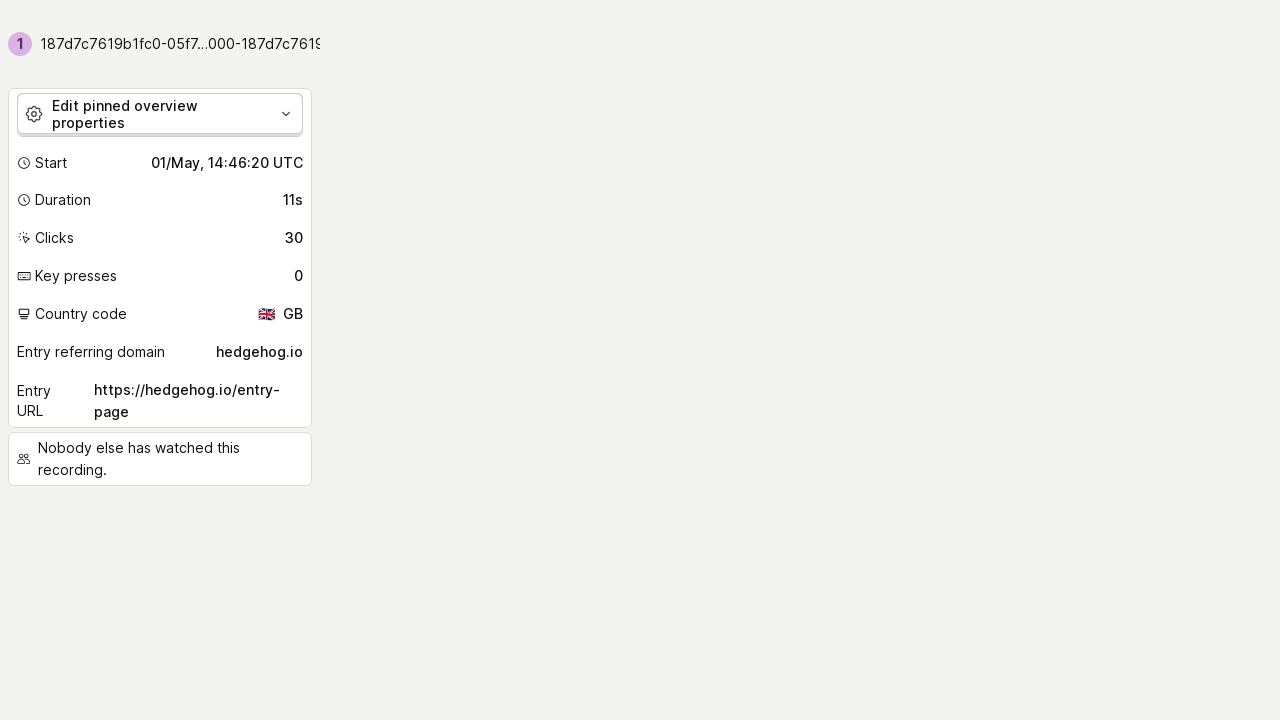 1 187d7c7619b1fc0-05f7...000-187d7c7619
Edit pinned overview
properties
Start 01/May, 14:46:20 UTC
Duration 11s
Clicks 30
Key presses 0
Country code 🇬🇧 GB
Entry referring domain hedgehog.io
Entry URL https://hedgehog.io/entry-
page
Nobody else has watched this
recording.